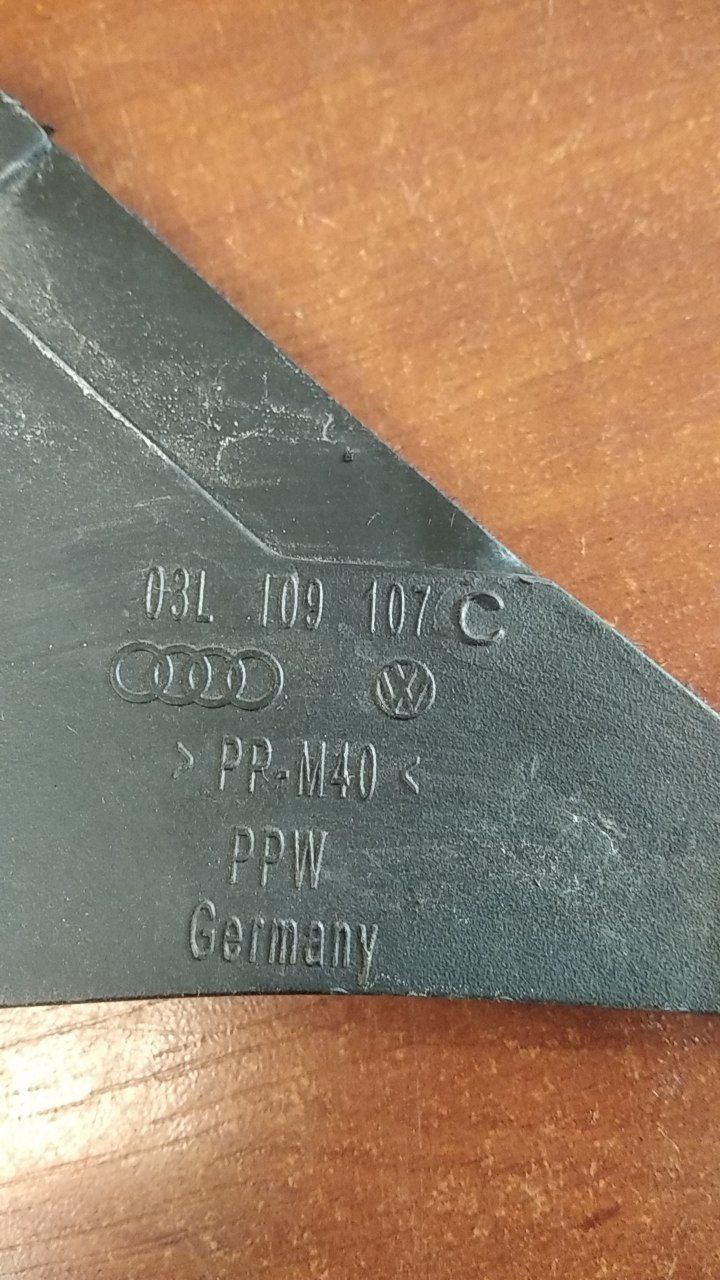 03L 109 107 C
> PP-M40 <
PPW
Germany